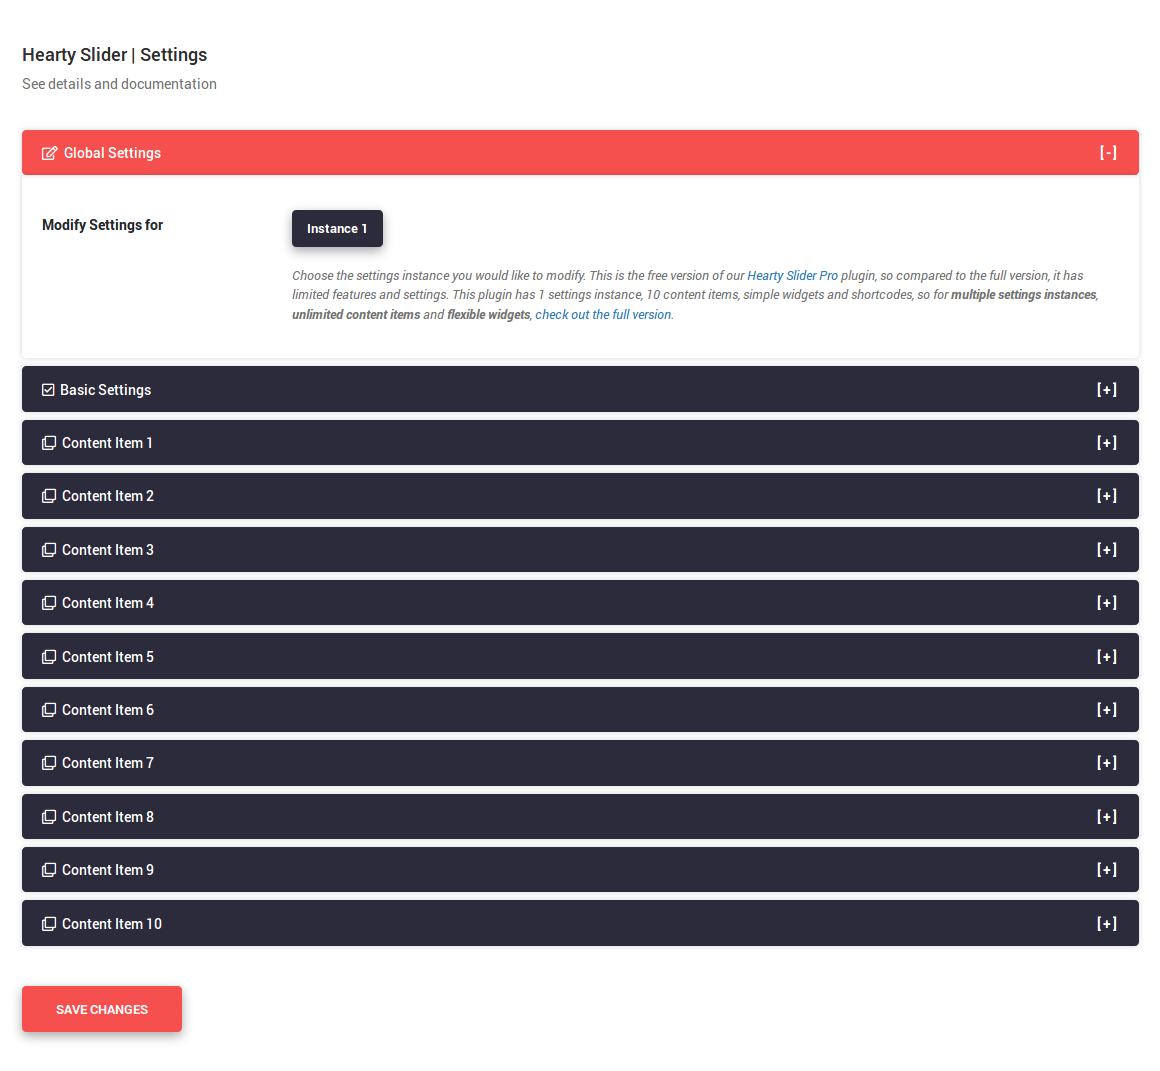 Hearty Slider | Settings
See details and documentation
Global Settings [-]
Modify Settings for
Instance 1
Choose the settings instance you would like to modify. This is the free version of our Hearty Slider Pro plugin, so compared to the full version, it has
limited features and settings. This plugin has 1 settings instance, 10 content items, simple widgets and shortcodes, so for multiple settings instances,
unlimited content items and flexible widgets, check out the full version.
Basic Settings [+]
Content Item 1 [+]
Content Item 2 [+]
Content Item 3 [+]
Content Item 4 [+]
Content Item 5 [+]
Content Item 6 [+]
Content Item 7 [+]
Content Item 8 [+]
Content Item 9 [+]
Content Item 10 [+]
SAVE CHANGES